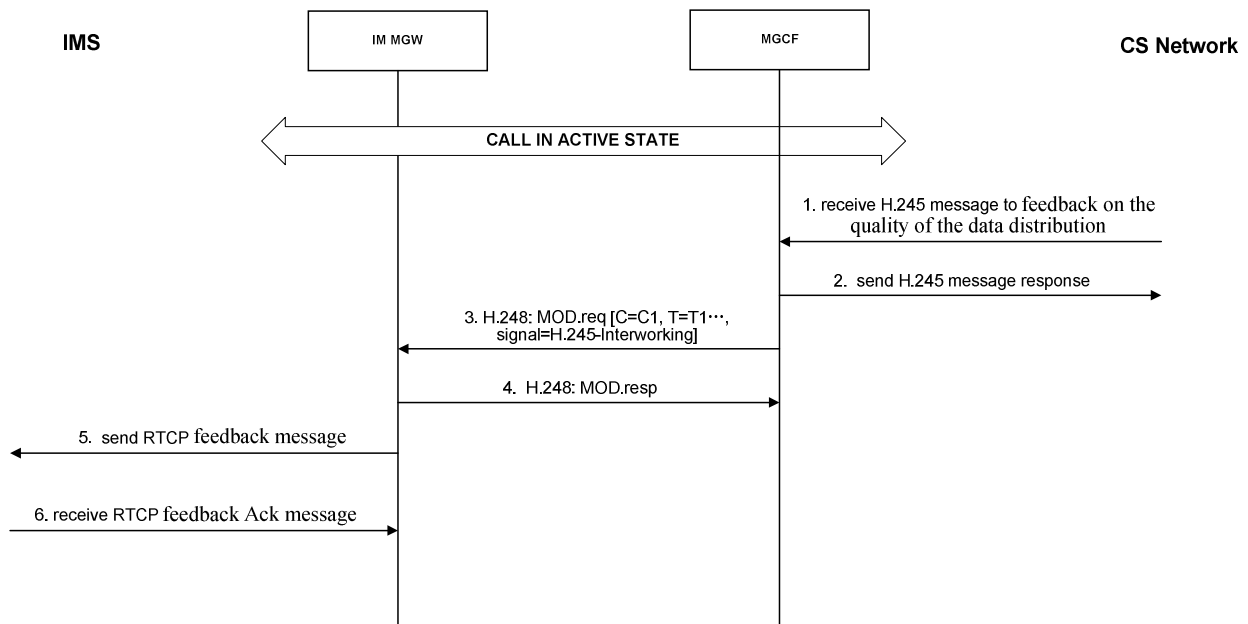 IMS
IM MGW
MGCF
CS Network
CALL IN ACTIVE STATE
1. receive H.245 message to feedback on the
quality of the data distribution
2. send H.245 message response
3. H.248: MOD.req [C=C1, T=T1···,
signal=H.245-Interworking]
4. H.248: MOD.resp
5. send RTCP feedback message
6. receive RTCP feedback Ack message